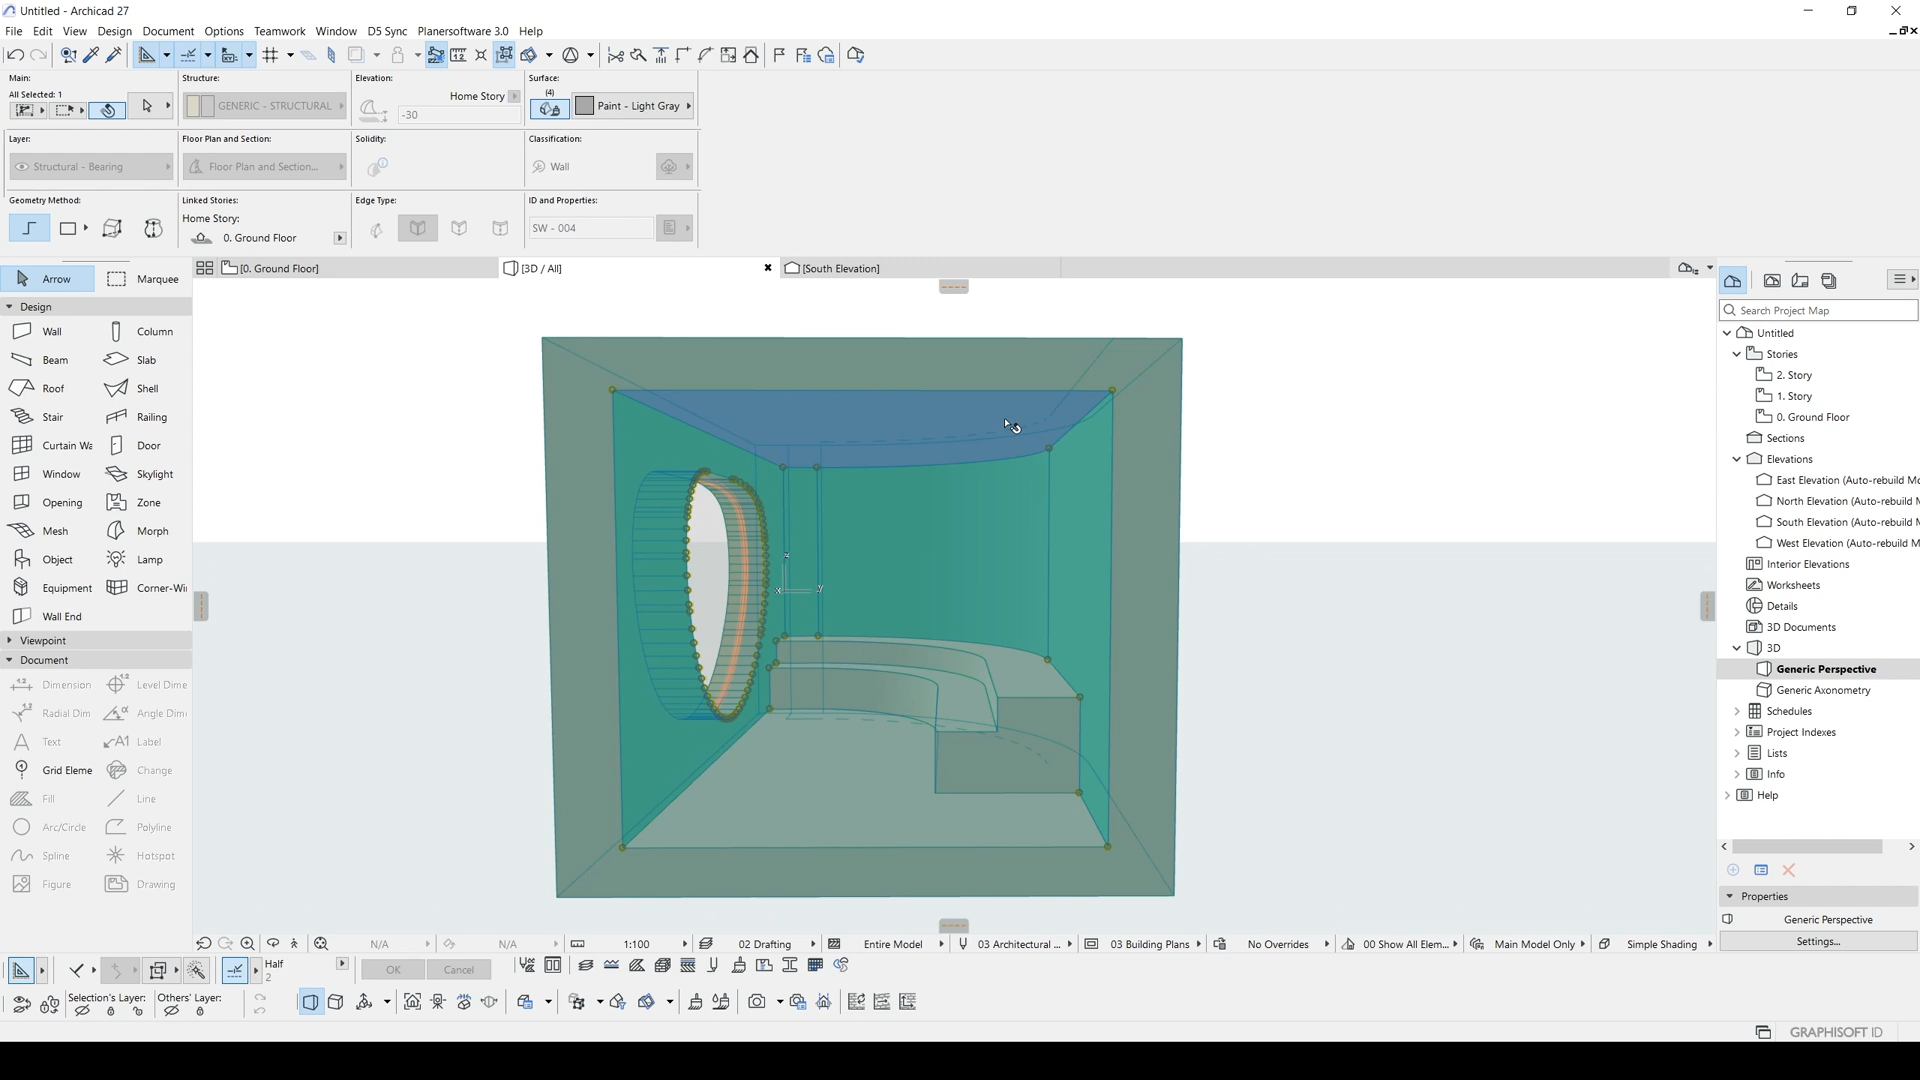 Untitled - Archicad 27
File Edit View Design Document Options Teamwork Window D5 Sync Planersoftware 3.0 Help
Main:
All Selected: 1
Structure:
GENERIC - STRUCTURAL
Elevation:
Home Story
-30
Surface:
(4)
Paint - Light Gray
Layer:
Structural - Bearing
Floor Plan and Section:
Floor Plan and Section...
Solidity:
Classification:
Wall
Geometry Method:
Linked Stories:
Home Story:
0. Ground Floor
Edge Type:
ID and Properties:
SW - 004
Arrow Marquee
[0. Ground Floor]
[3D / All]
[South Elevation]
Design
Wall Column
Beam Slab
Roof Shell
Stair Railing
Curtain Wa Door
Window Skylight
Opening Zone
Mesh Morph
Object Lamp
Equipment Corner-Wi
Wall End
Viewpoint
Document
Dimension Level Dime
Radial Dim Angle Dim
Text Label
Grid Eleme Change
Fill Line
Arc/Circle Polyline
Spline Hotspot
Figure Drawing
z
x
y
Search Project Map
Untitled
Stories
2. Story
1. Story
0. Ground Floor
Sections
Elevations
East Elevation (Auto-rebuild Mo
North Elevation (Auto-rebuild
South Elevation (Auto-rebuild M
West Elevation (Auto-rebuild M
Interior Elevations
Worksheets
Details
3D Documents
3D
Generic Perspective
Generic Axonometry
Schedules
Project Indexes
Lists
Info
Help
Properties
Generic Perspective
Settings...
N/A N/A 1:100 02 Drafting Entire Model 03 Architectural ... 03 Building Plans No Overrides 00 Show All Elem... Main Model Only Simple Shading
Half
2
OK Cancel
Selection's Layer: Others' Layer:
GRAPHISOFT ID